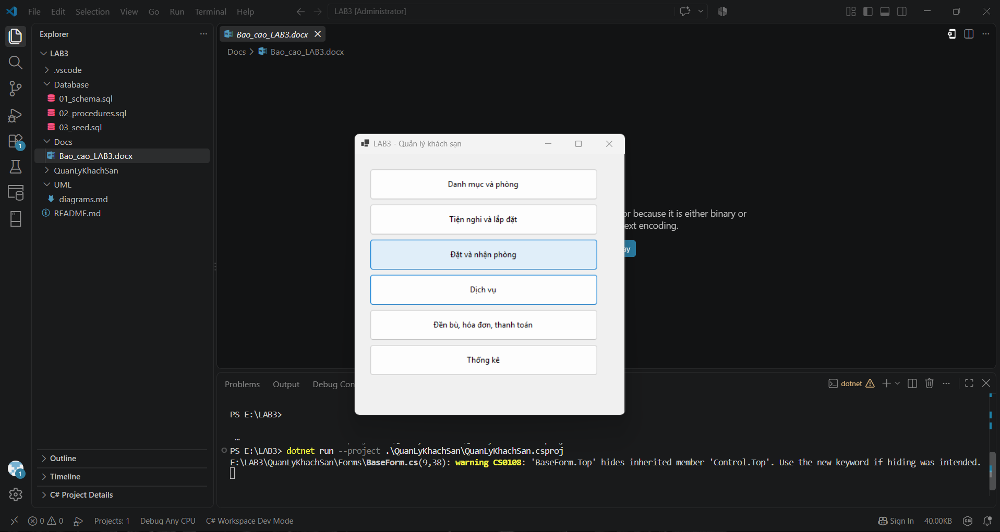 File Edit Selection View Go Run Terminal Help
LAB3 [Administrator]
Explorer
LAB3
.vscode
Database
01_schema.sql
02_procedures.sql
03_seed.sql
Docs
Bao_cao_LAB3.docx
QuanLyKhachSan
UML
diagrams.md
README.md
Outline
Timeline
C# Project Details
1
1
Bao_cao_LAB3.docx
Docs > Bao_cao_LAB3.docx
or because it is either binary or
ext encoding.
ay
LAB3 - Quản lý khách sạn
Danh mục và phòng
Tiện nghi và lắp đặt
Đặt và nhận phòng
Dịch vụ
Đền bù, hóa đơn, thanh toán
Thống kê
Problems Output Debug Con
dotnet
PS E:\LAB3>
...
PS E:\LAB3> dotnet run --project .\QuanLyKhachSan\QuanLyKhachSan.csproj
E:\LAB3\QuanLyKhachSan\Forms\BaseForm.cs(9,38): warning CS0108: 'BaseForm.Top' hides inherited member 'Control.Top'. Use the new keyword if hiding was intended.
0 0 Projects: 1 Debug Any CPU C# Workspace Dev Mode Sign In 40.00KB